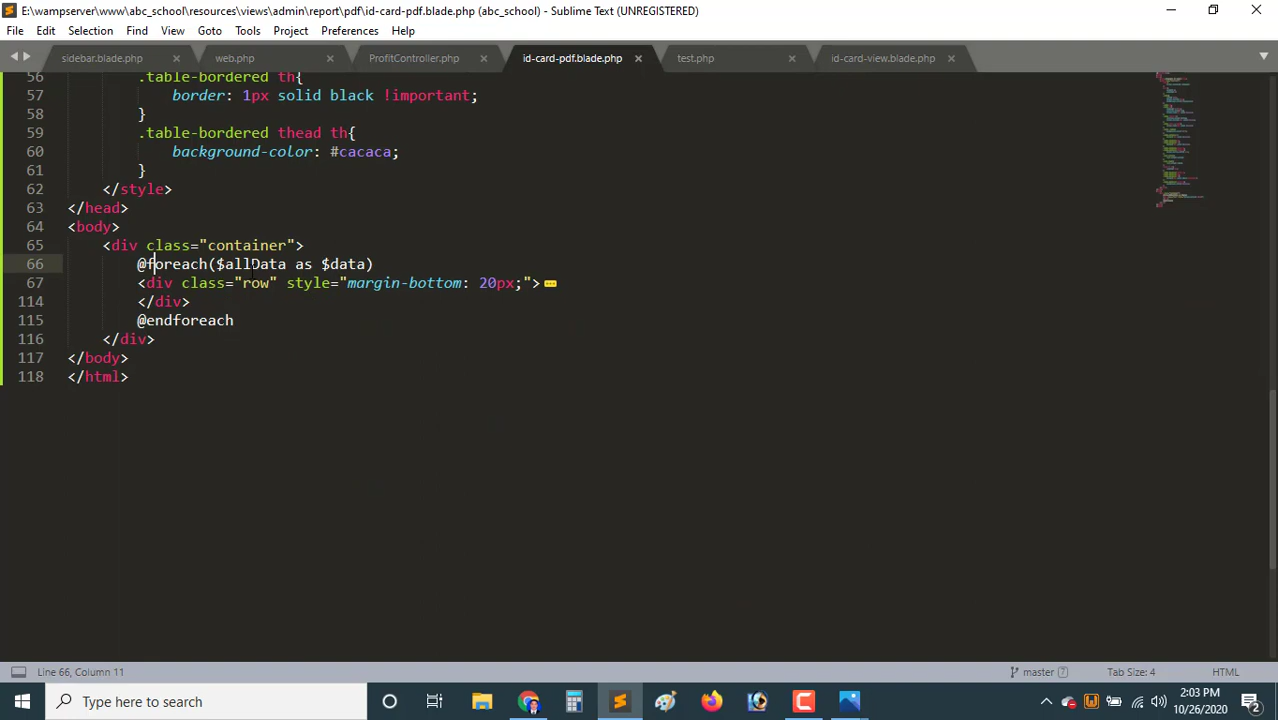 E:\wampserver\www\abc_school\resources\views\admin\report\pdf\id-card-pdf.blade.php (abc_school) - Sublime Text (UNREGISTERED)
File Edit Selection Find View Goto Tools Project Preferences Help
sidebar.blade.php web.php ProfitController.php id-card-pdf.blade.php test.php id-card-view.blade.php
56 .table-bordered th{
57 border: 1px solid black !important;
58 }
59 .table-bordered thead th{
60 background-color: #cacaca;
61 }
62 </style>
63 </head>
64 <body>
65 <div class="container">
66 @foreach($allData as $data)
67 <div class="row" style="margin-bottom: 20px;">
114 </div>
115 @endforeach
116 </div>
117 </body>
118 </html>
Line 66, Column 11 master 7 Tab Size: 4 HTML
Type here to search
2:03 PM
10/26/2020
2